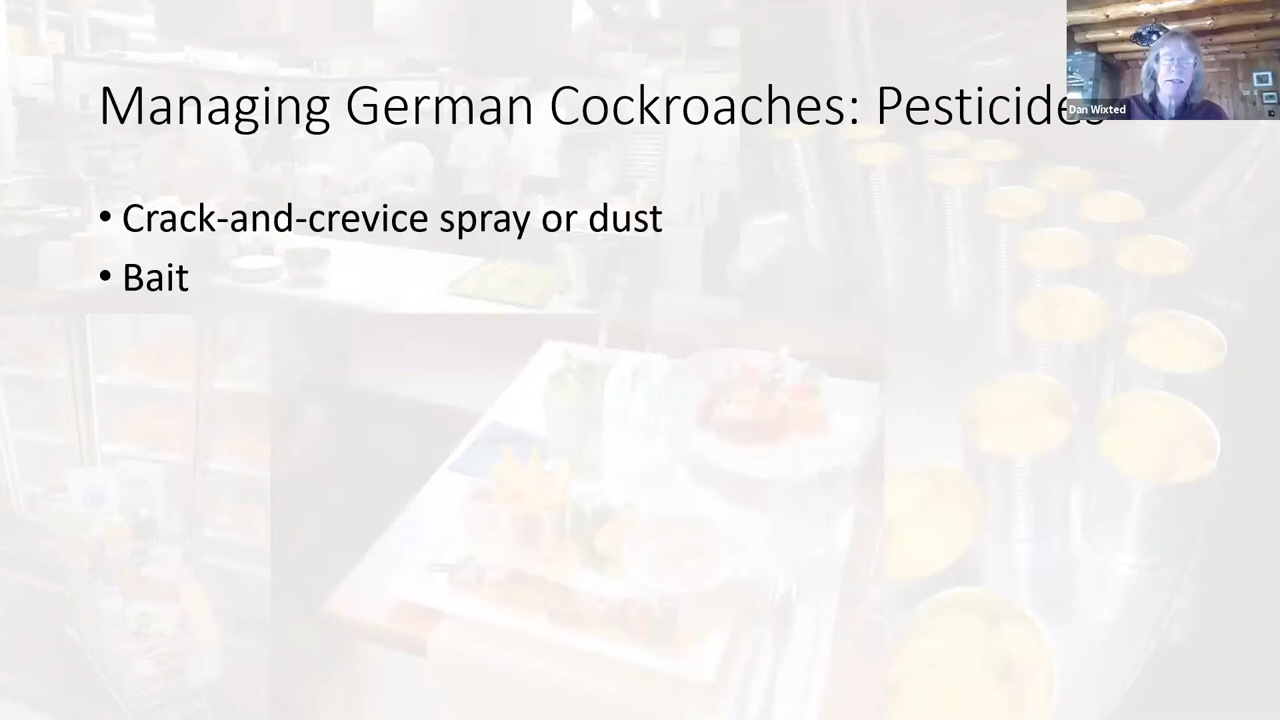 Managing German Cockroaches: Pesticides
Dan Wixted
• Crack-and-crevice spray or dust
• Bait